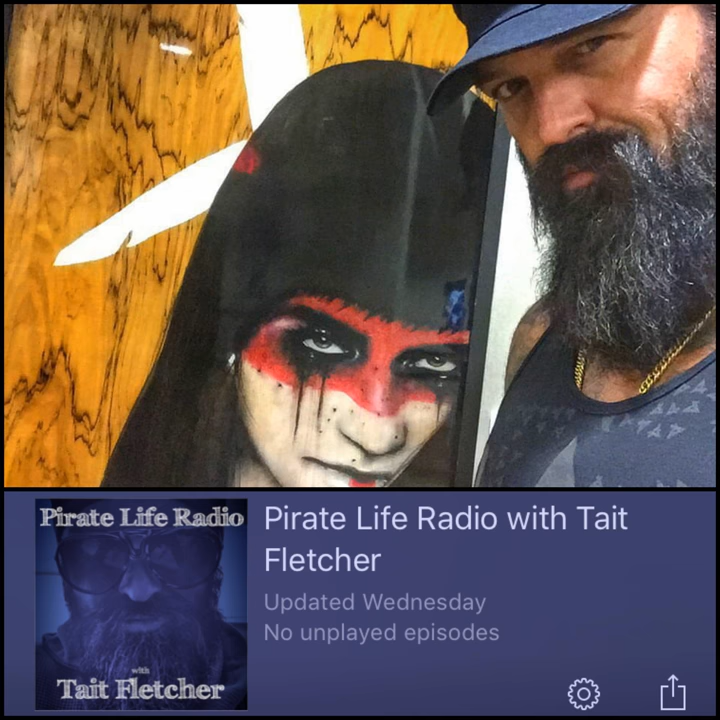 Pirate Life Radio
with
Tait Fletcher
Pirate Life Radio with Tait
Fletcher
Updated Wednesday
No unplayed episodes